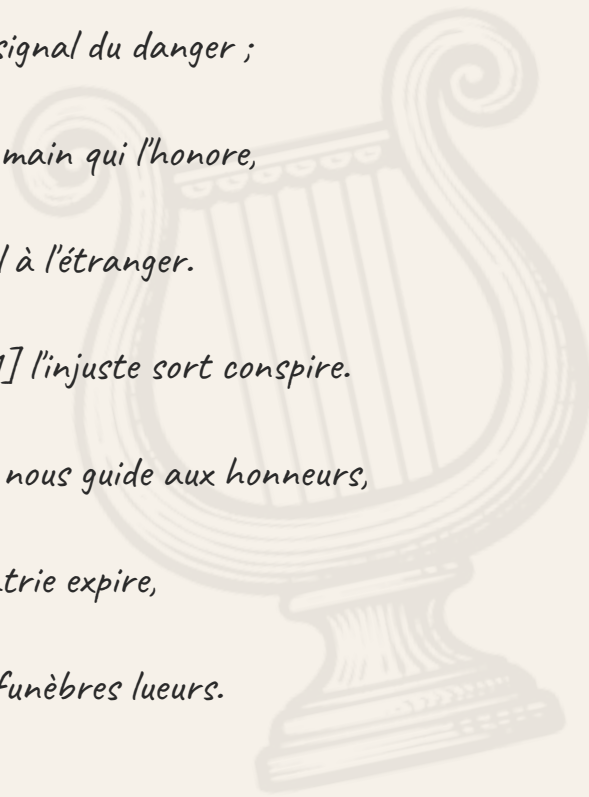 signal du danger ;
main qui l'honore,
à l'étranger.
l'injuste sort conspire.
nous guide aux honneurs,
expire,
funèbres lueurs.